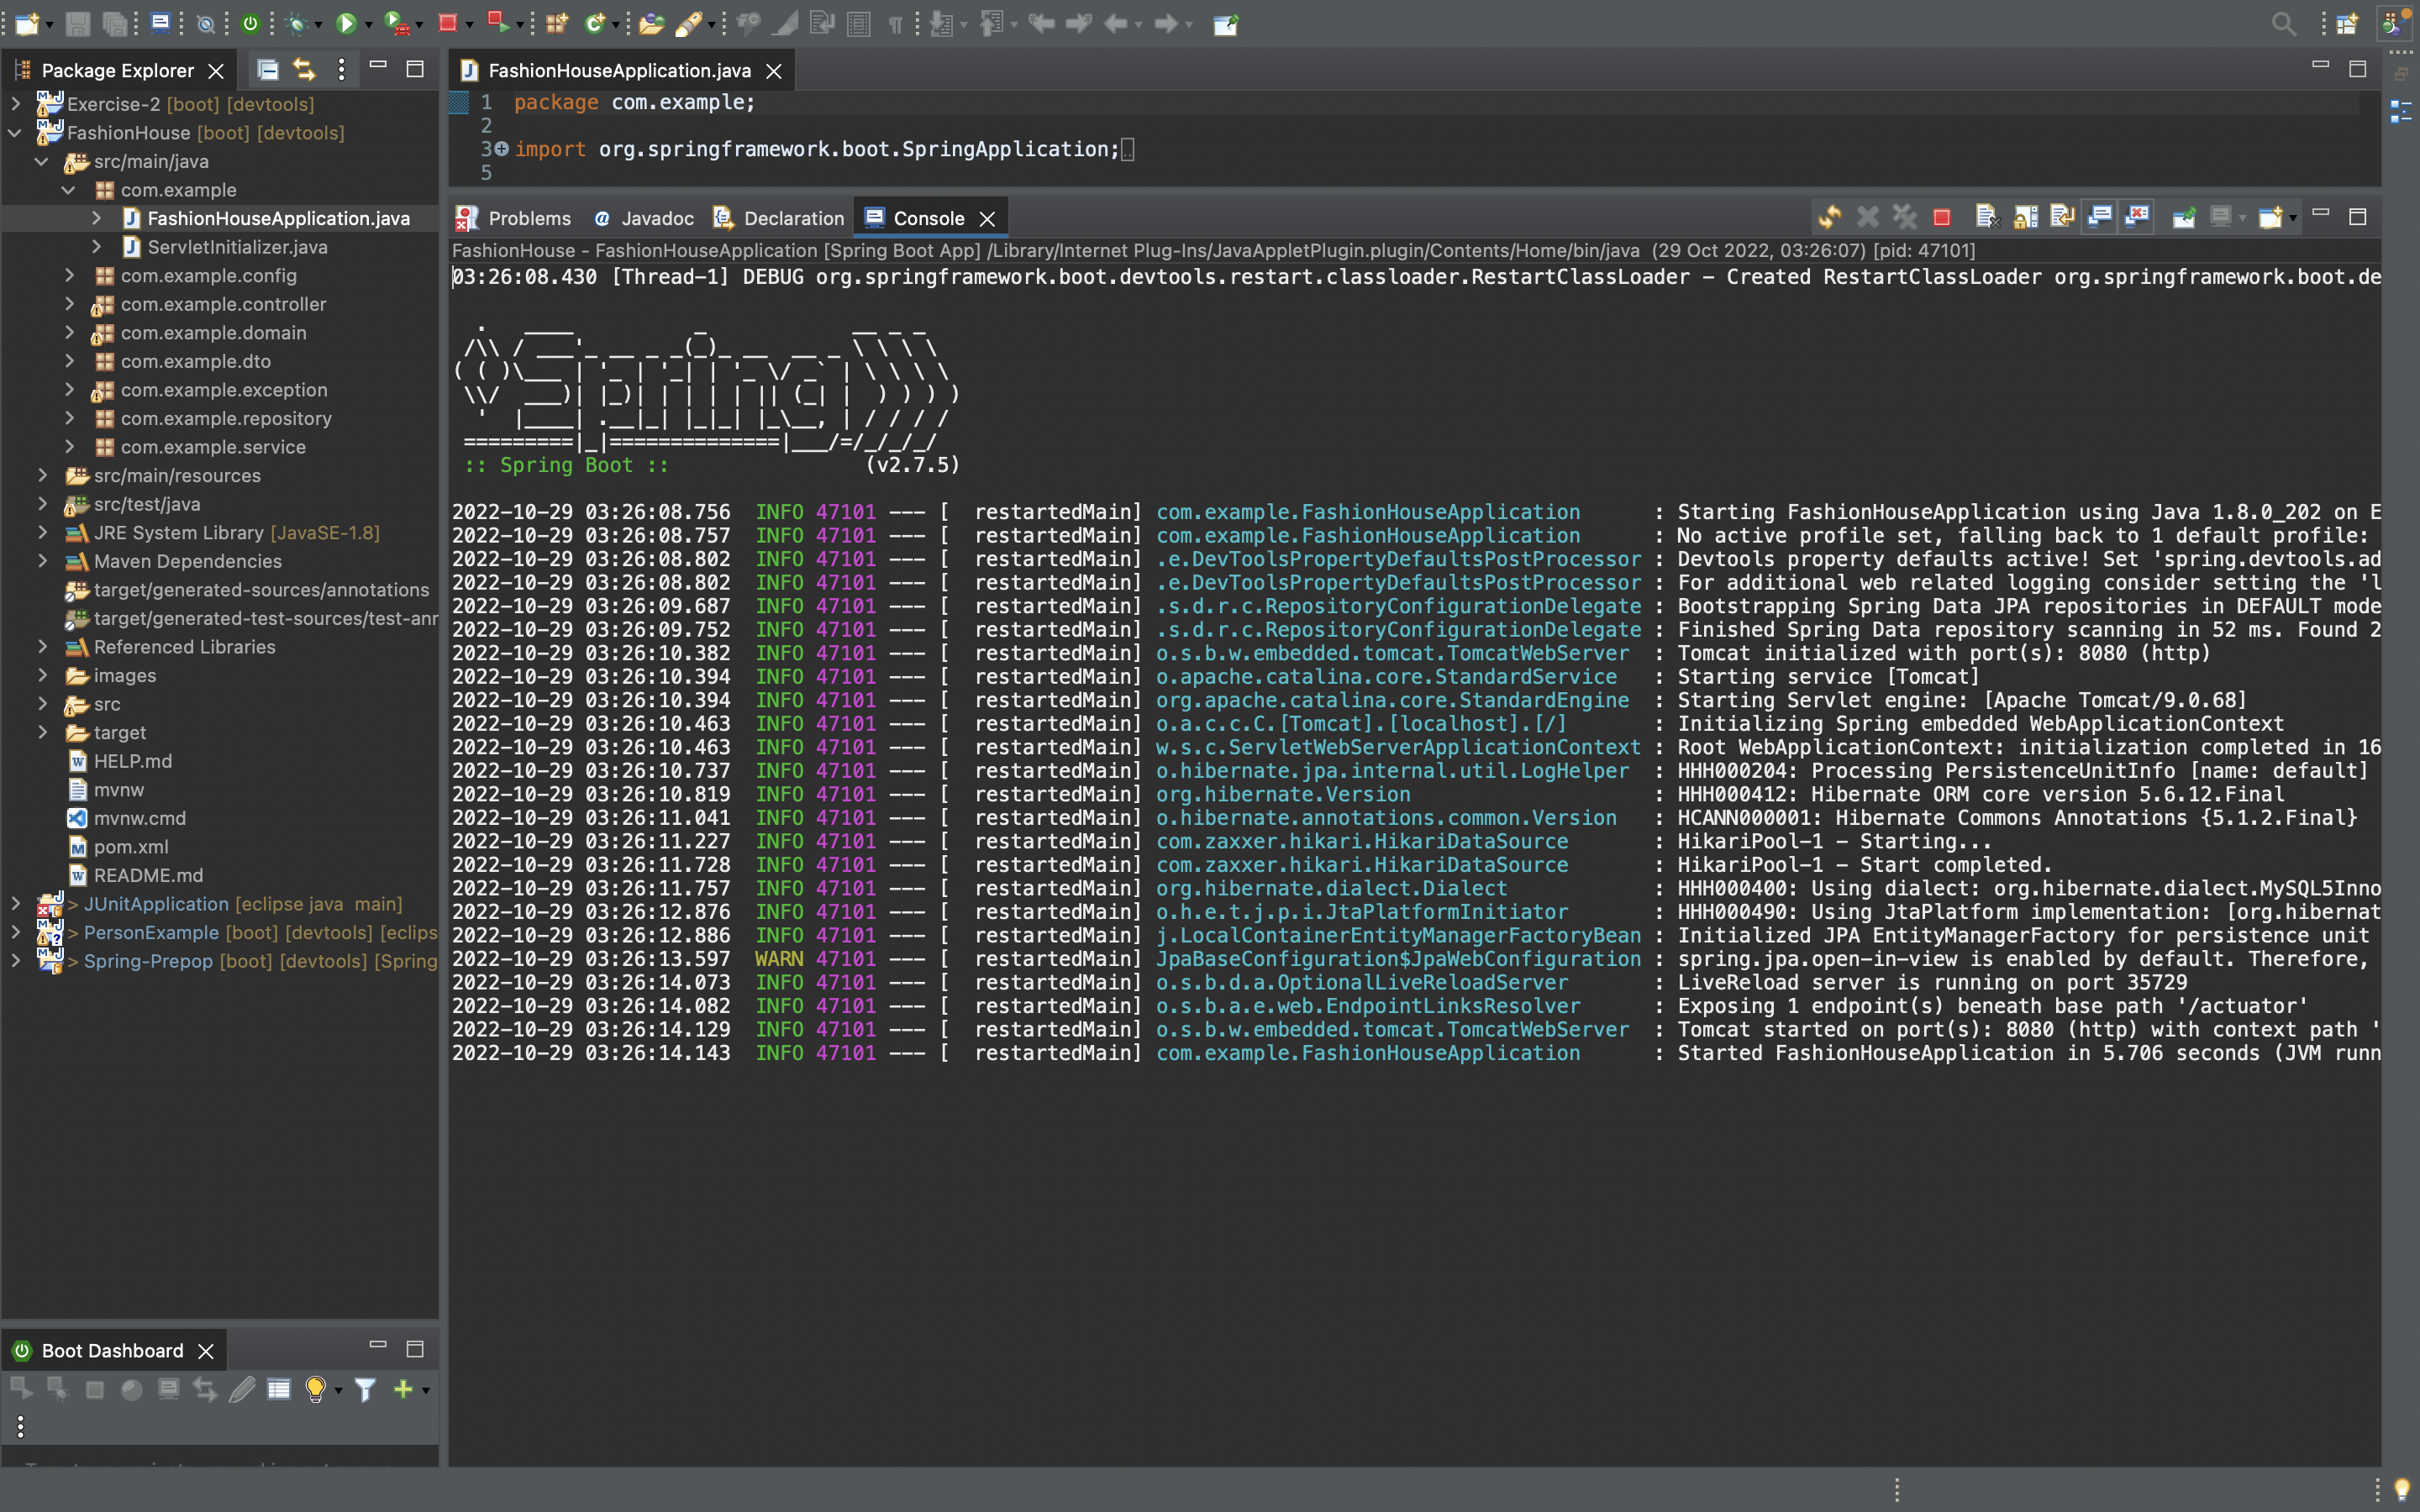 Package Explorer
Exercise-2 [boot] [devtools]
FashionHouse [boot] [devtools]
src/main/java
com.example
FashionHouseApplication.java
ServletInitializer.java
com.example.config
com.example.controller
com.example.domain
com.example.dto
com.example.exception
com.example.repository
com.example.service
src/main/resources
src/test/java
JRE System Library [JavaSE-1.8]
Maven Dependencies
target/generated-sources/annotations
target/generated-test-sources/test-anr
Referenced Libraries
images
src
target
HELP.md
mvnw
mvnw.cmd
pom.xml
README.md
> JUnitApplication [eclipse java main]
> PersonExample [boot] [devtools] [eclips
> Spring-Prepop [boot] [devtools] [Spring
Boot Dashboard
FashionHouseApplication.java
1 package com.example;
2
3 import org.springframework.boot.SpringApplication;
5
Problems @ Javadoc Declaration Console
FashionHouse - FashionHouseApplication [Spring Boot App] /Library/Internet Plug-Ins/JavaAppletPlugin.plugin/Contents/Home/bin/java (29 Oct 2022, 03:26:07) [pid: 47101]
03:26:08.430 [Thread-1] DEBUG org.springframework.boot.devtools.restart.classloader.RestartClassLoader - Created RestartClassLoader org.springframework.boot.de
  .   ____          _            __ _ _
 /\\ / ___'_ __ _ _(_)_ __  __ _ \ \ \ \
( ( )\___ | '_ | '_| | '_ \/ _` | \ \ \ \
 \\/  ___)| |_)| | | | | || (_| |  ) ) ) )
  '  |____| .__|_| |_|_| |_\__, | / / / /
 =========|_|==============|___/=/_/_/_/
 :: Spring Boot ::                (v2.7.5)
2022-10-29 03:26:08.756  INFO 47101 --- [  restartedMain] com.example.FashionHouseApplication      : Starting FashionHouseApplication using Java 1.8.0_202 on E
2022-10-29 03:26:08.757  INFO 47101 --- [  restartedMain] com.example.FashionHouseApplication      : No active profile set, falling back to 1 default profile:
2022-10-29 03:26:08.802  INFO 47101 --- [  restartedMain] .e.DevToolsPropertyDefaultsPostProcessor : Devtools property defaults active! Set 'spring.devtools.ad
2022-10-29 03:26:08.802  INFO 47101 --- [  restartedMain] .e.DevToolsPropertyDefaultsPostProcessor : For additional web related logging consider setting the 'l
2022-10-29 03:26:09.687  INFO 47101 --- [  restartedMain] .s.d.r.c.RepositoryConfigurationDelegate : Bootstrapping Spring Data JPA repositories in DEFAULT mode
2022-10-29 03:26:09.752  INFO 47101 --- [  restartedMain] .s.d.r.c.RepositoryConfigurationDelegate : Finished Spring Data repository scanning in 52 ms. Found 2
2022-10-29 03:26:10.382  INFO 47101 --- [  restartedMain] o.s.b.w.embedded.tomcat.TomcatWebServer  : Tomcat initialized with port(s): 8080 (http)
2022-10-29 03:26:10.394  INFO 47101 --- [  restartedMain] o.apache.catalina.core.StandardService   : Starting service [Tomcat]
2022-10-29 03:26:10.394  INFO 47101 --- [  restartedMain] org.apache.catalina.core.StandardEngine  : Starting Servlet engine: [Apache Tomcat/9.0.68]
2022-10-29 03:26:10.463  INFO 47101 --- [  restartedMain] o.a.c.c.C.[Tomcat].[localhost].[/]       : Initializing Spring embedded WebApplicationContext
2022-10-29 03:26:10.463  INFO 47101 --- [  restartedMain] w.s.c.ServletWebServerApplicationContext : Root WebApplicationContext: initialization completed in 16
2022-10-29 03:26:10.737  INFO 47101 --- [  restartedMain] o.hibernate.jpa.internal.util.LogHelper  : HHH000204: Processing PersistenceUnitInfo [name: default]
2022-10-29 03:26:10.819  INFO 47101 --- [  restartedMain] org.hibernate.Version                    : HHH000412: Hibernate ORM core version 5.6.12.Final
2022-10-29 03:26:11.041  INFO 47101 --- [  restartedMain] o.hibernate.annotations.common.Version   : HCANN000001: Hibernate Commons Annotations {5.1.2.Final}
2022-10-29 03:26:11.227  INFO 47101 --- [  restartedMain] com.zaxxer.hikari.HikariDataSource       : HikariPool-1 - Starting...
2022-10-29 03:26:11.728  INFO 47101 --- [  restartedMain] com.zaxxer.hikari.HikariDataSource       : HikariPool-1 - Start completed.
2022-10-29 03:26:11.757  INFO 47101 --- [  restartedMain] org.hibernate.dialect.Dialect            : HHH000400: Using dialect: org.hibernate.dialect.MySQL5Inno
2022-10-29 03:26:12.876  INFO 47101 --- [  restartedMain] o.h.e.t.j.p.i.JtaPlatformInitiator       : HHH000490: Using JtaPlatform implementation: [org.hibernat
2022-10-29 03:26:12.886  INFO 47101 --- [  restartedMain] j.LocalContainerEntityManagerFactoryBean : Initialized JPA EntityManagerFactory for persistence unit
2022-10-29 03:26:13.597  WARN 47101 --- [  restartedMain] JpaBaseConfiguration$JpaWebConfiguration : spring.jpa.open-in-view is enabled by default. Therefore,
2022-10-29 03:26:14.073  INFO 47101 --- [  restartedMain] o.s.b.d.a.OptionalLiveReloadServer       : LiveReload server is running on port 35729
2022-10-29 03:26:14.082  INFO 47101 --- [  restartedMain] o.s.b.a.e.web.EndpointLinksResolver      : Exposing 1 endpoint(s) beneath base path '/actuator'
2022-10-29 03:26:14.129  INFO 47101 --- [  restartedMain] o.s.b.w.embedded.tomcat.TomcatWebServer  : Tomcat started on port(s): 8080 (http) with context path '
2022-10-29 03:26:14.143  INFO 47101 --- [  restartedMain] com.example.FashionHouseApplication      : Started FashionHouseApplication in 5.706 seconds (JVM runn